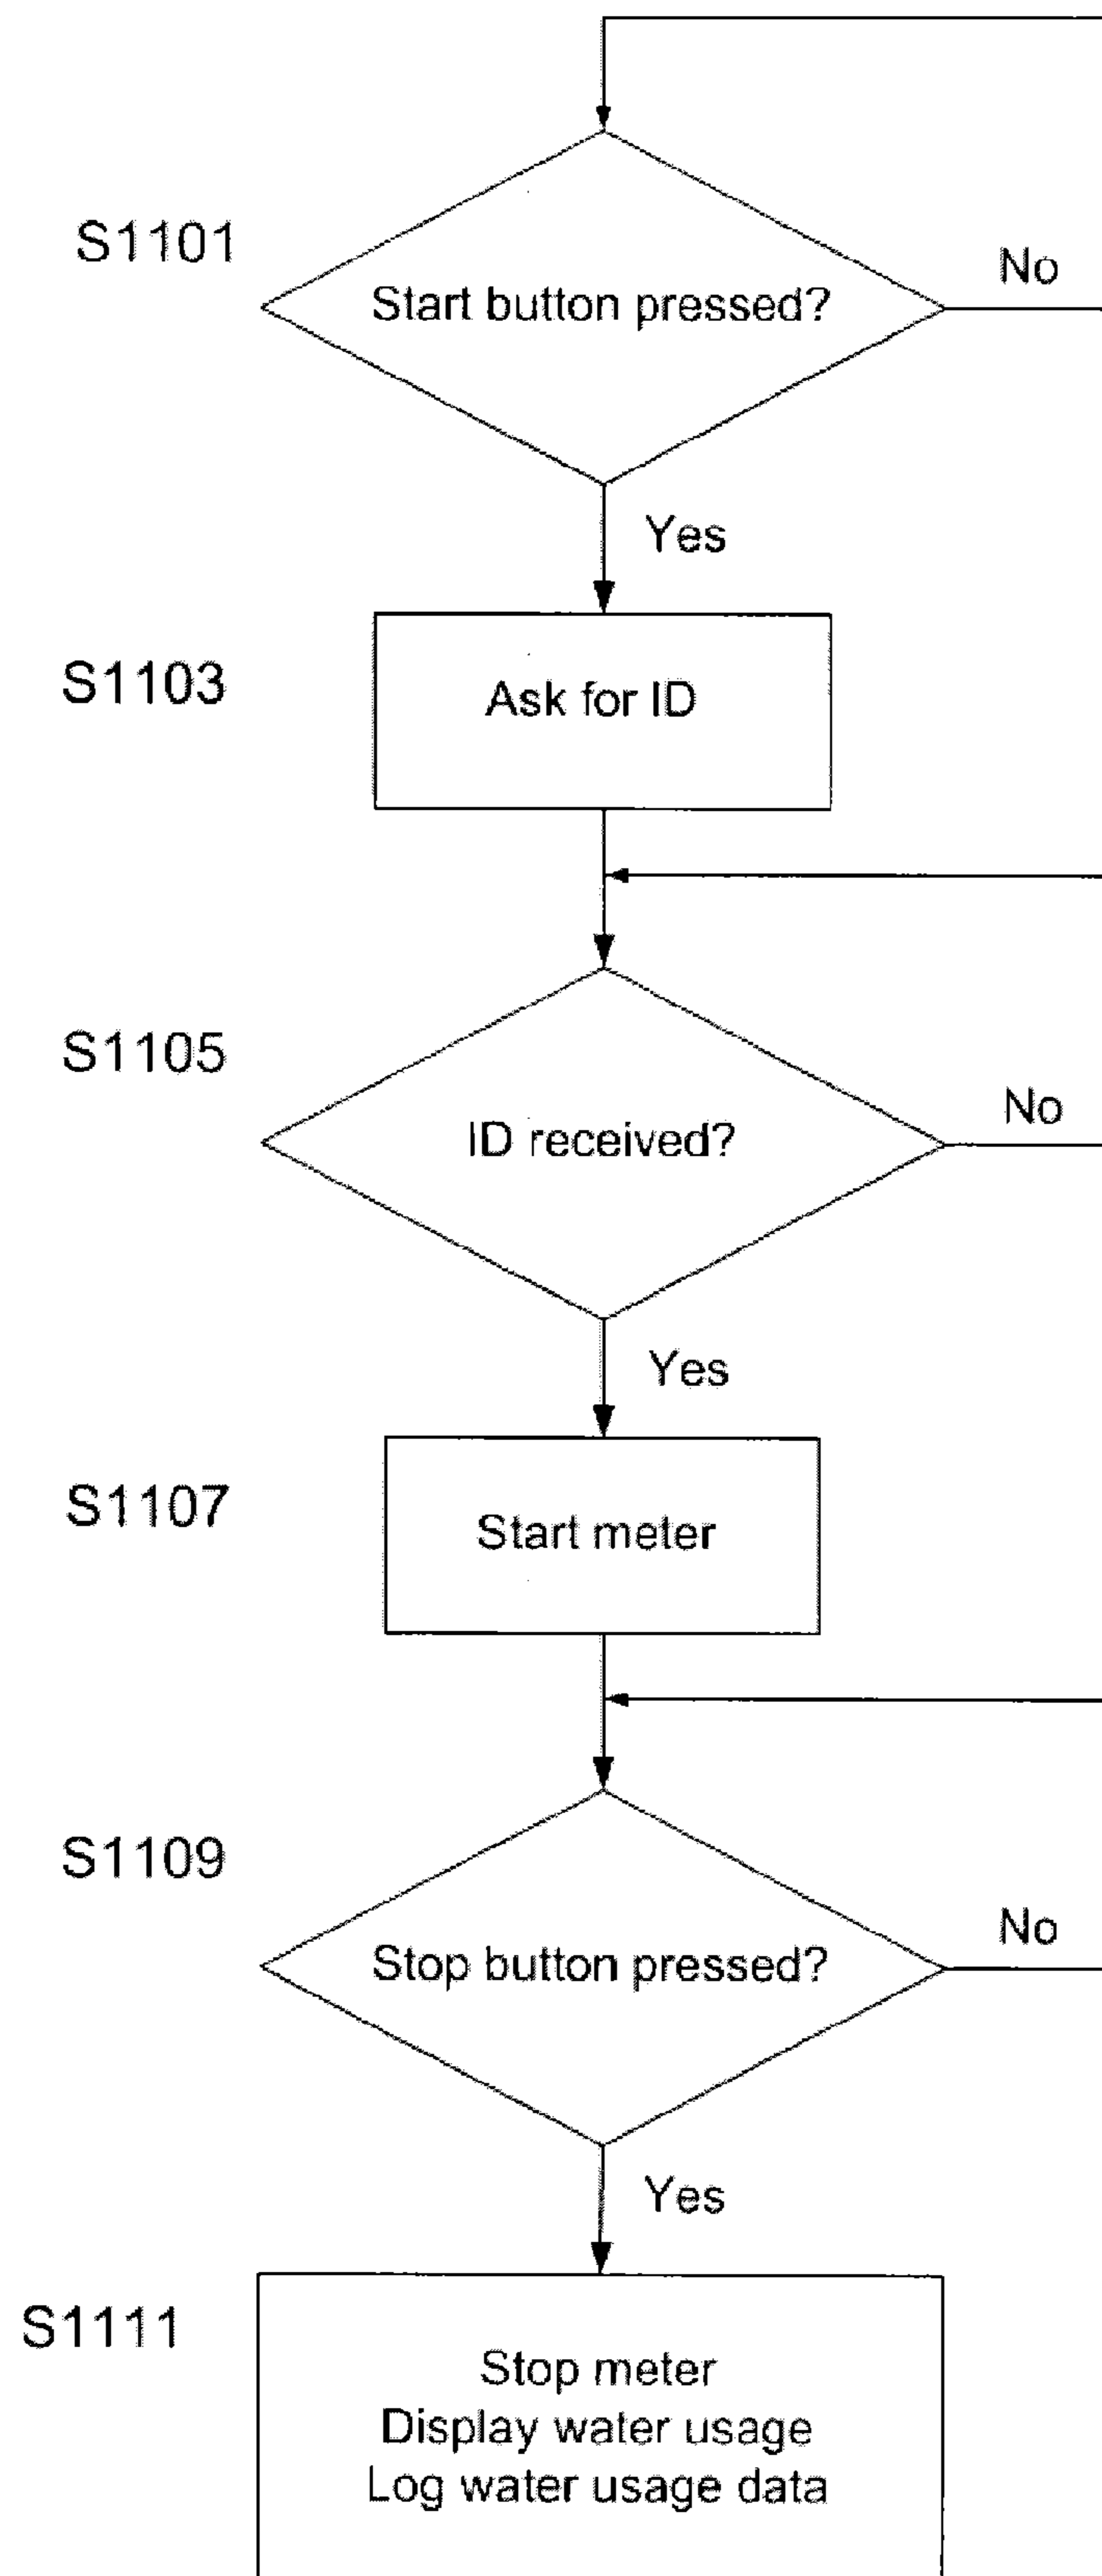 S1101
Start button pressed?
No
Yes
S1103
Ask for ID
S1105
ID received?
No
Yes
S1107
Start meter
S1109
Stop button pressed?
No
Yes
S1111
Stop meter
Display water usage
Log water usage data